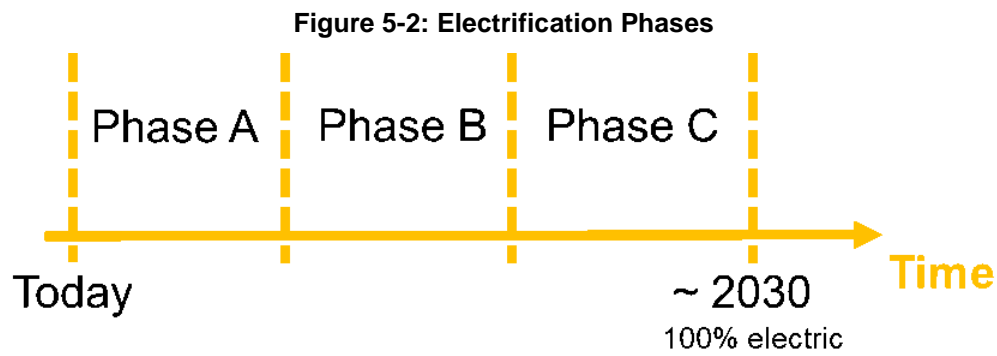 Figure 5-2: Electrification Phases
Phase A
Phase B
Phase C
Today
~ 2030
100% electric
Time